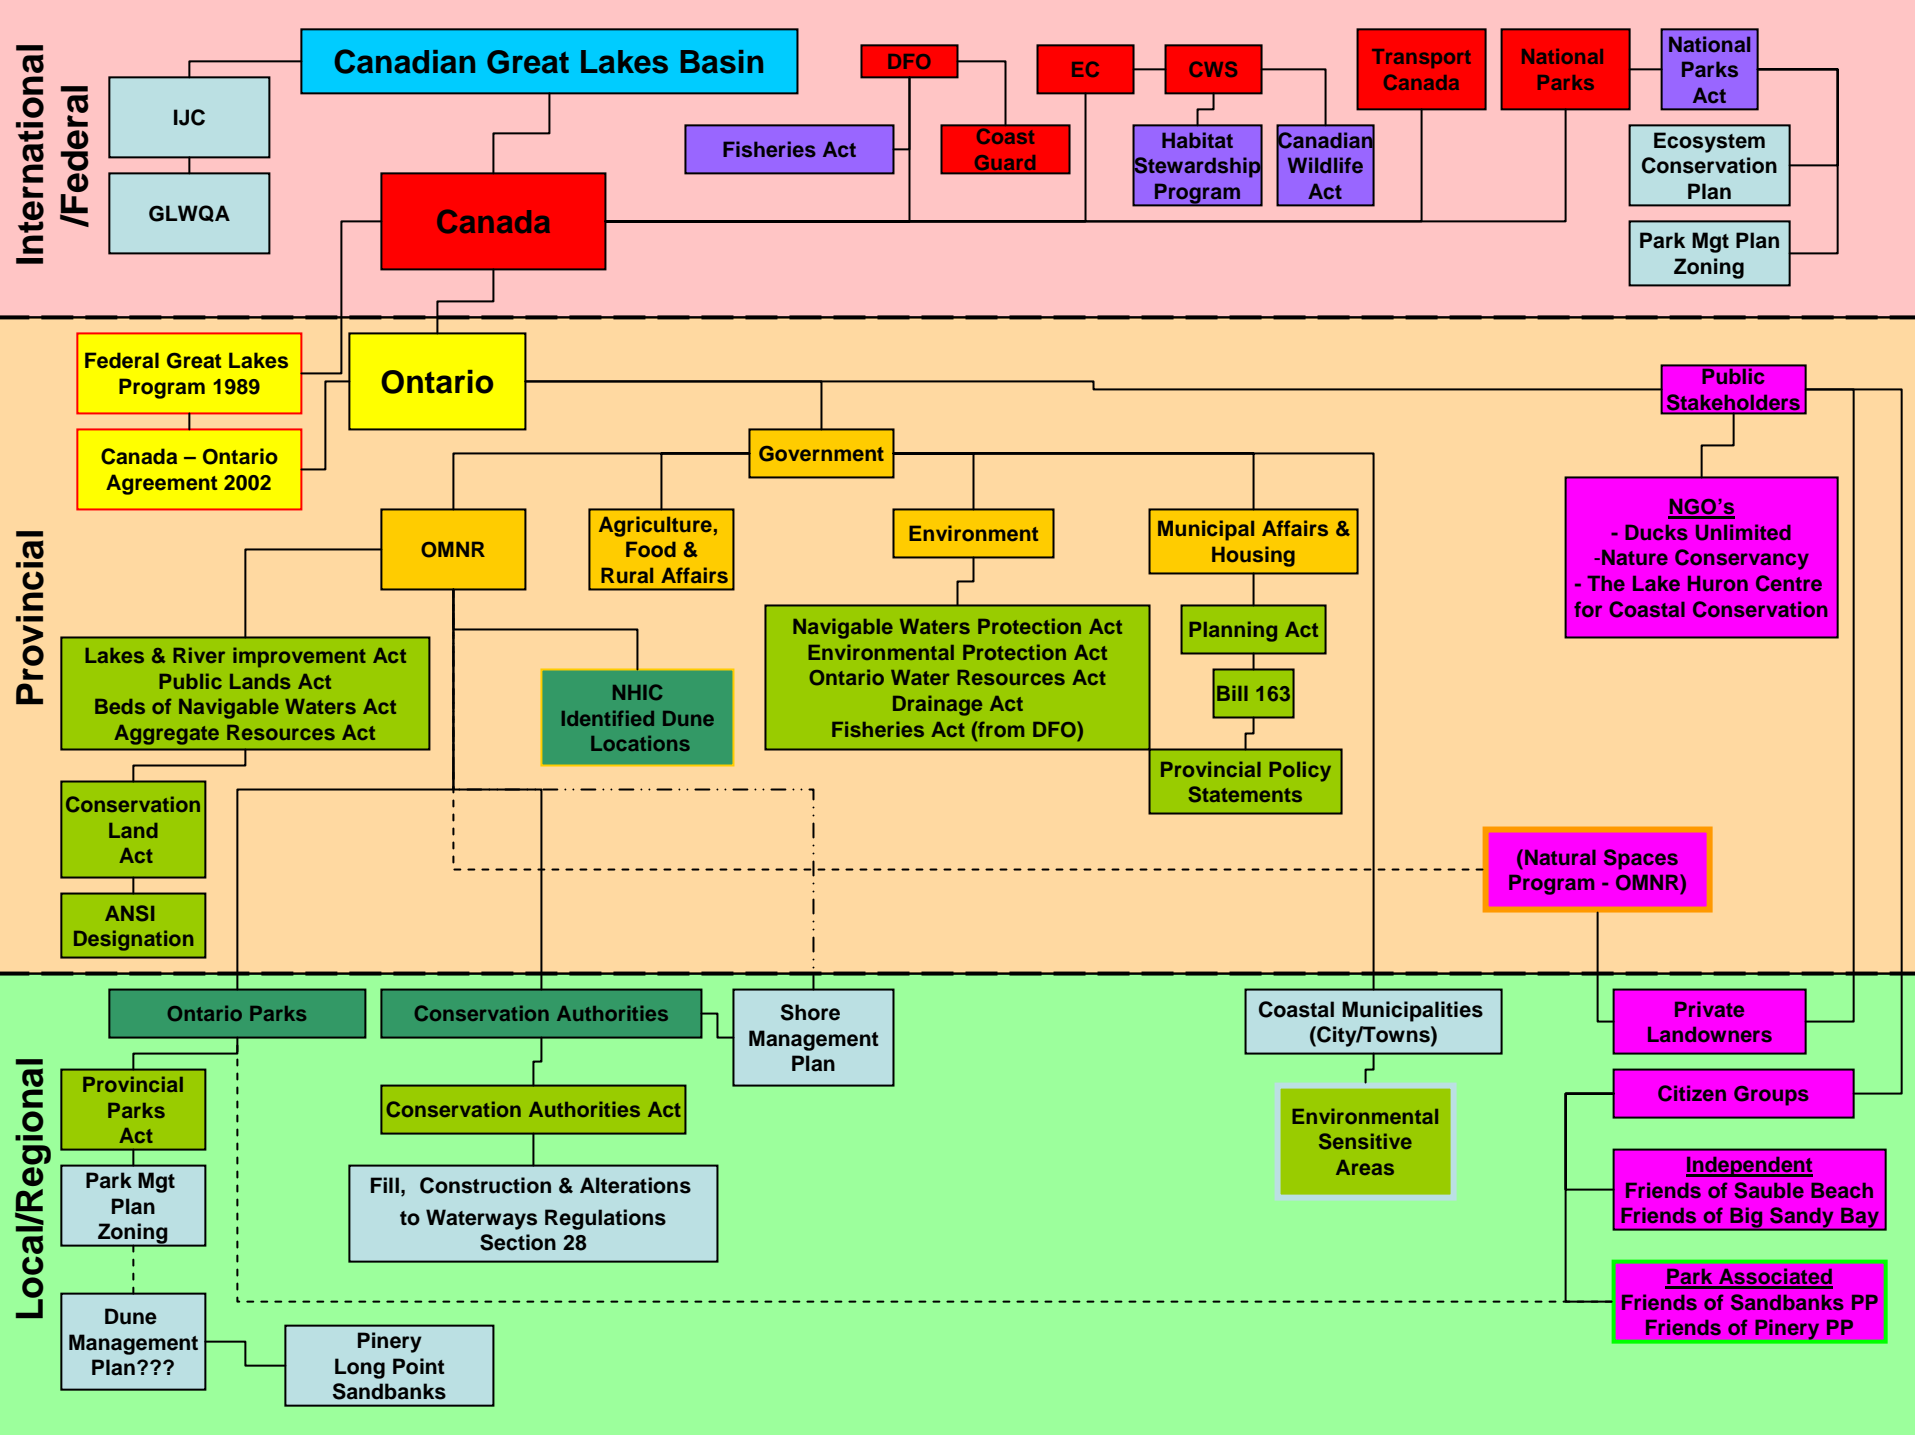 International
/Federal
Canadian Great Lakes Basin
IJC
GLWQA
Canada
DFO
Fisheries Act
Coast
Guard
EC
CWS
Habitat
Stewardship
Program
Canadian
Wildlife
Act
Transport
Canada
National
Parks
National
Parks
Act
Ecosystem
Conservation
Plan
Park Mgt Plan
Zoning
Provincial
Federal Great Lakes
Program 1989
Canada – Ontario
Agreement 2002
Ontario
Government
Public
Stakeholders
NGO’s
- Ducks Unlimited
-Nature Conservancy
- The Lake Huron Centre
for Coastal Conservation
OMNR
Agriculture,
Food &
Rural Affairs
Environment
Municipal Affairs &
Housing
Lakes & River improvement Act
Public Lands Act
Beds of Navigable Waters Act
Aggregate Resources Act
NHIC
Identified Dune
Locations
Navigable Waters Protection Act
Environmental Protection Act
Ontario Water Resources Act
Drainage Act
Fisheries Act (from DFO)
Planning Act
Bill 163
Provincial Policy
Statements
Conservation
Land
Act
ANSI
Designation
(Natural Spaces
Program - OMNR)
Local/Regional
Ontario Parks
Conservation Authorities
Shore
Management
Plan
Coastal Municipalities
(City/Towns)
Private
Landowners
Provincial
Parks
Act
Conservation Authorities Act
Environmental
Sensitive
Areas
Citizen Groups
Park Mgt
Plan
Zoning
Fill,  Construction & Alterations
to Waterways Regulations
Section 28
Independent
Friends of Sauble Beach
Friends of Big Sandy Bay
Dune
Management
Plan???
Pinery
Long Point
Sandbanks
Park Associated
Friends of Sandbanks PP
Friends of Pinery PP